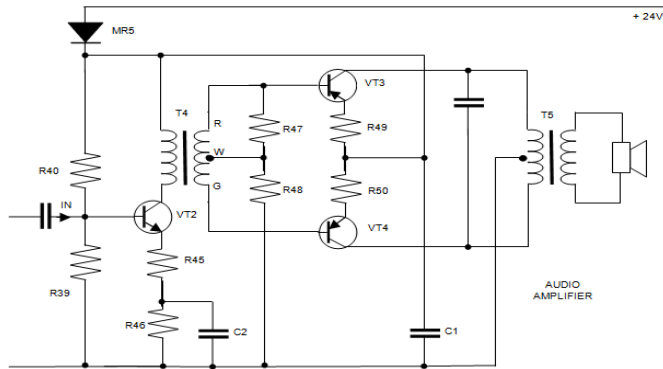 + 24V
MR5
T4
VT3
R
R47
R49
T5
W
R40
G
R48
R50
IN
VT2
VT4
R45
R39
AUDIO
AMPLIFIER
R46
C2
C1